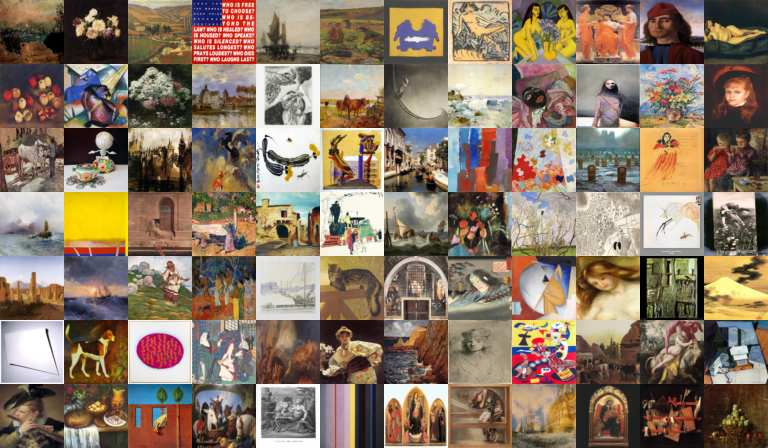 WHO IS FREE
TO CHOOSE?
WHO IS BE-
YOND THE
LAW? WHO IS HEALED? WHO
IS HOUSED? WHO SPEAKS?
WHO IS SILENCED? WHO
SALUTES LONGEST? WHO
PRAYS LOUDEST? WHO DIES
FIRST? WHO LAUGHS LAST?